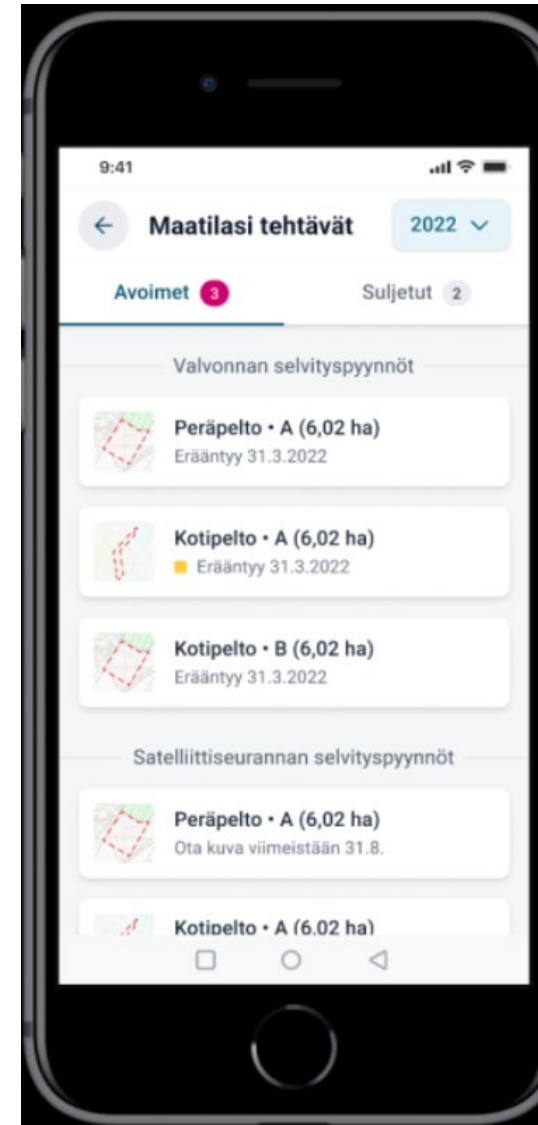 9:41
Maatilasi tehtävät 2022
Avoimet 3 Suljetut 2
Valvonnan selvityspyynnöt
Peräpelto • A (6,02 ha)
Erääntyy 31.3.2022
Kotipelto • A (6,02 ha)
Erääntyy 31.3.2022
Kotipelto • B (6,02 ha)
Erääntyy 31.3.2022
Satelliittiseurannan selvityspyynnöt
Peräpelto • A (6,02 ha)
Ota kuva viimeistään 31.8.
Kotipelto • A (6,02 ha)